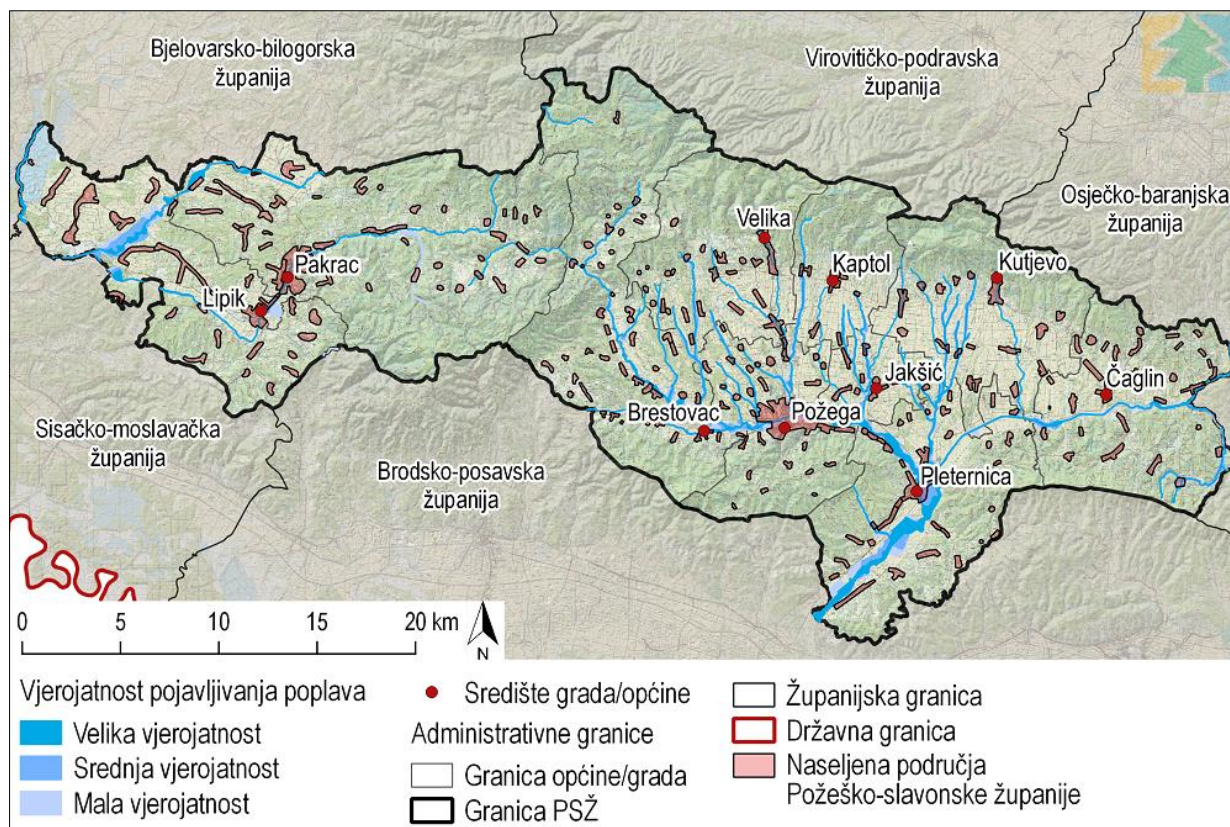 Bjelovarsko-bilogorska
županija
Virovitičko-podravska
županija
Osječko-baranjska
županija
Velika
Kaptol
Kutjevo
Pakrac
Lipik
Jakšić
Čaglin
Brestovac
Požega
Pleternica
Sisačko-moslavačka
županija
Brodsko-posavska
županija
0 5 10 15 20 km
N
Vjerojatnost pojavljivanja poplava
Velika vjerojatnost
Srednja vjerojatnost
Mala vjerojatnost
Središte grada/općine
Administrativne granice
Granica općine/grada
Granica PSŽ
Županijska granica
Državna granica
Naseljena područja
Požeško-slavonske županije